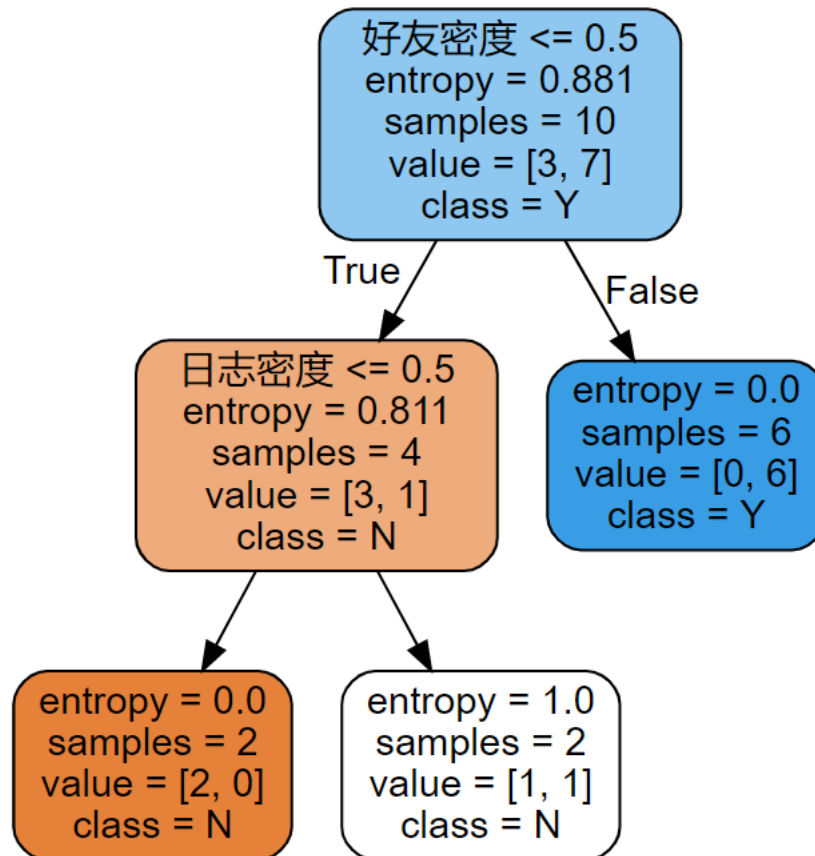 好友密度 <= 0.5
entropy = 0.881
samples = 10
value = [3, 7]
class = Y
True
False
日志密度 <= 0.5
entropy = 0.811
samples = 4
value = [3, 1]
class = N
entropy = 0.0
samples = 6
value = [0, 6]
class = Y
entropy = 0.0
samples = 2
value = [2, 0]
class = N
entropy = 1.0
samples = 2
value = [1, 1]
class = N